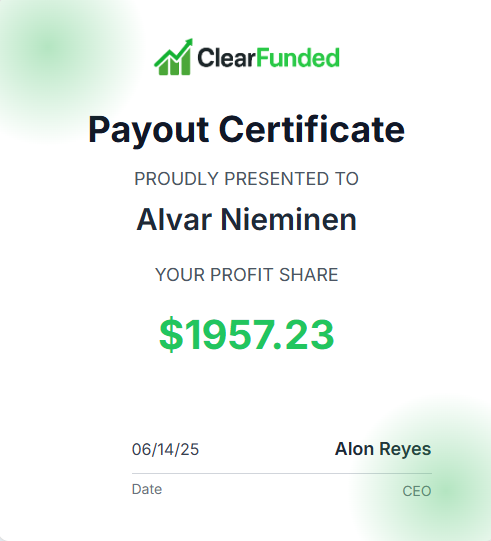 ClearFunded
Payout Certificate
PROUDLY PRESENTED TO
Alvar Nieminen
YOUR PROFIT SHARE
$1957.23
06/14/25 Alon Reyes
Date CEO